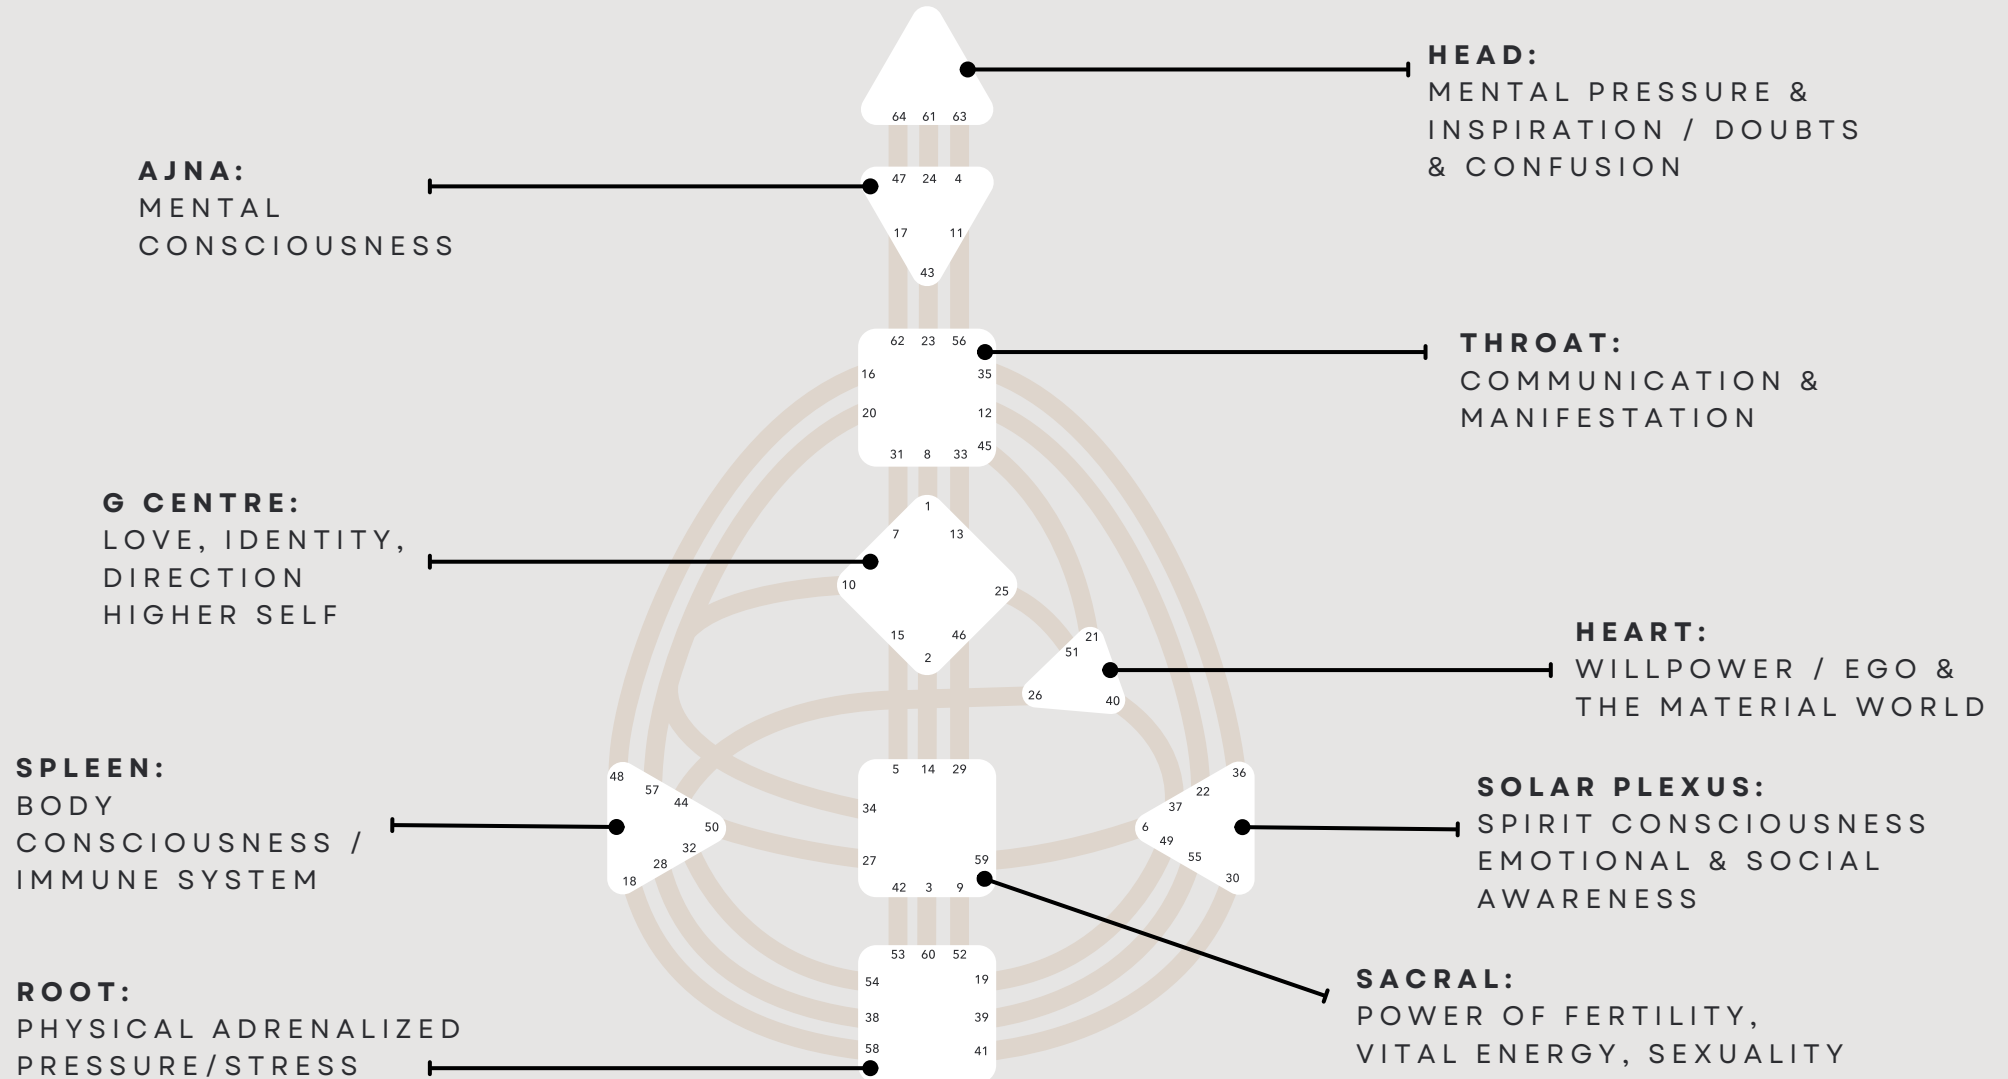 HEAD:
MENTAL PRESSURE &
INSPIRATION / DOUBTS
& CONFUSION
64 61 63
AJNA:
MENTAL
CONSCIOUSNESS
47 24 4
17 11
43
THROAT:
COMMUNICATION &
MANIFESTATION
62 23 56
16 35
20 12
45
31 8 33
G CENTRE:
LOVE, IDENTITY,
DIRECTION
HIGHER SELF
1
7 13
10 25
15 46
2
HEART:
WILLPOWER / EGO &
THE MATERIAL WORLD
21
51
26 40
SPLEEN:
BODY
CONSCIOUSNESS /
IMMUNE SYSTEM
48
57
44
50
32
28
18
5 14 29
34
27 59
42 3 9
SOLAR PLEXUS:
SPIRIT CONSCIOUSNESS
EMOTIONAL & SOCIAL
AWARENESS
36
22
37
6
49
55
30
SACRAL:
POWER OF FERTILITY,
VITAL ENERGY, SEXUALITY
ROOT:
PHYSICAL ADRENALIZED
PRESSURE/STRESS
53 60 52
54 19
38 39
58 41